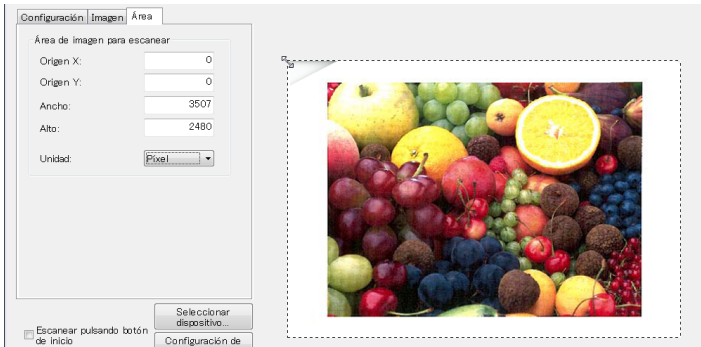 Configuración Imagen Área
Área de imagen para escanear
Origen X: 0
Origen Y: 0
Ancho: 3507
Alto: 2480
Unidad: Píxel
Seleccionar
dispositivo...
Escanear pulsando botón
de inicio
Configuración de